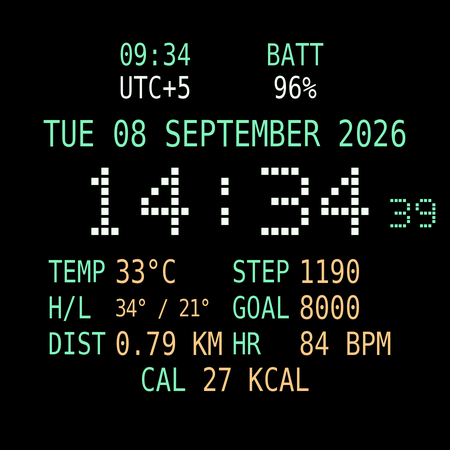 09:34 BATT
UTC+5 96%
TUE 08 SEPTEMBER 2026
14:34 39
TEMP 33°C STEP 1190
H/L 34° / 21° GOAL 8000
DIST 0.79 KM HR 84 BPM
CAL 27 KCAL